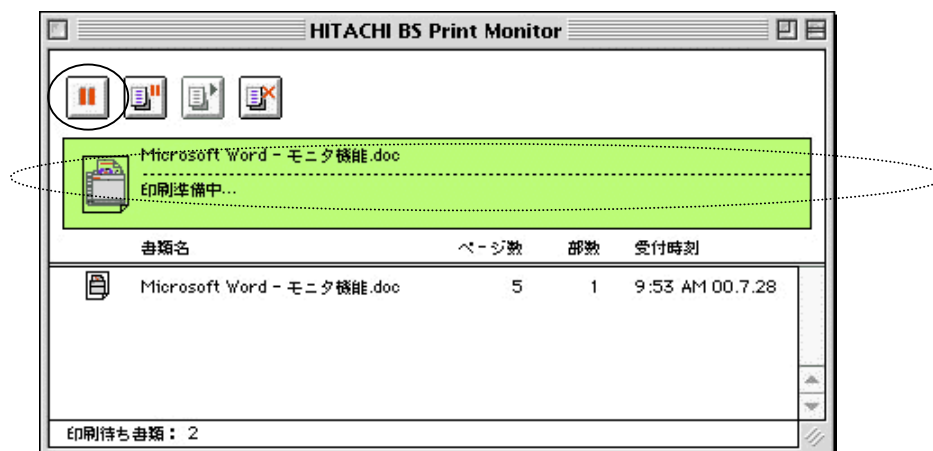 HITACHI BS Print Monitor
Microsoft Word - モニタ機能.doc
印刷準備中...
書類名 ページ数 部数 受付時刻
Microsoft Word - モニタ機能.doc 5 1 9:53 AM 00.7.28
印刷待ち書類: 2